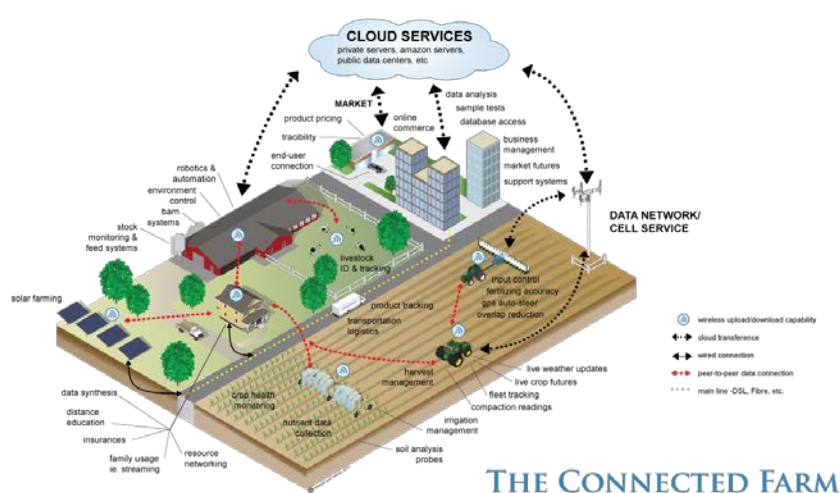 CLOUD SERVICES
private servers, amazon servers,
public data centers, etc
MARKET
product pricing
tracibility
end-user
connection
online
commerce
data analysis
sample tests
database access
business
management
market futures
support systems
robotics &
automation
environment
control
barn
systems
stock
monitoring &
feed systems
DATA NETWORK/
CELL SERVICE
livestock
ID & tracking
input control
fertilizing accuracy
gps auto-steer
overlap reduction
solar farming
product tracking
transportation
logistics
wireless upload/download capability
cloud transference
wired connection
peer-to-peer data connection
main line -DSL, Fibre, etc.
harvest
management
live weather updates
live crop futures
fleet tracking
compaction readings
data synthesis
distance
education
insurances
family usage
ie. streaming
resource
networking
crop health
monitoring
nutrient data
collection
irrigation
management
soil analysis
probes
THE CONNECTED FARM